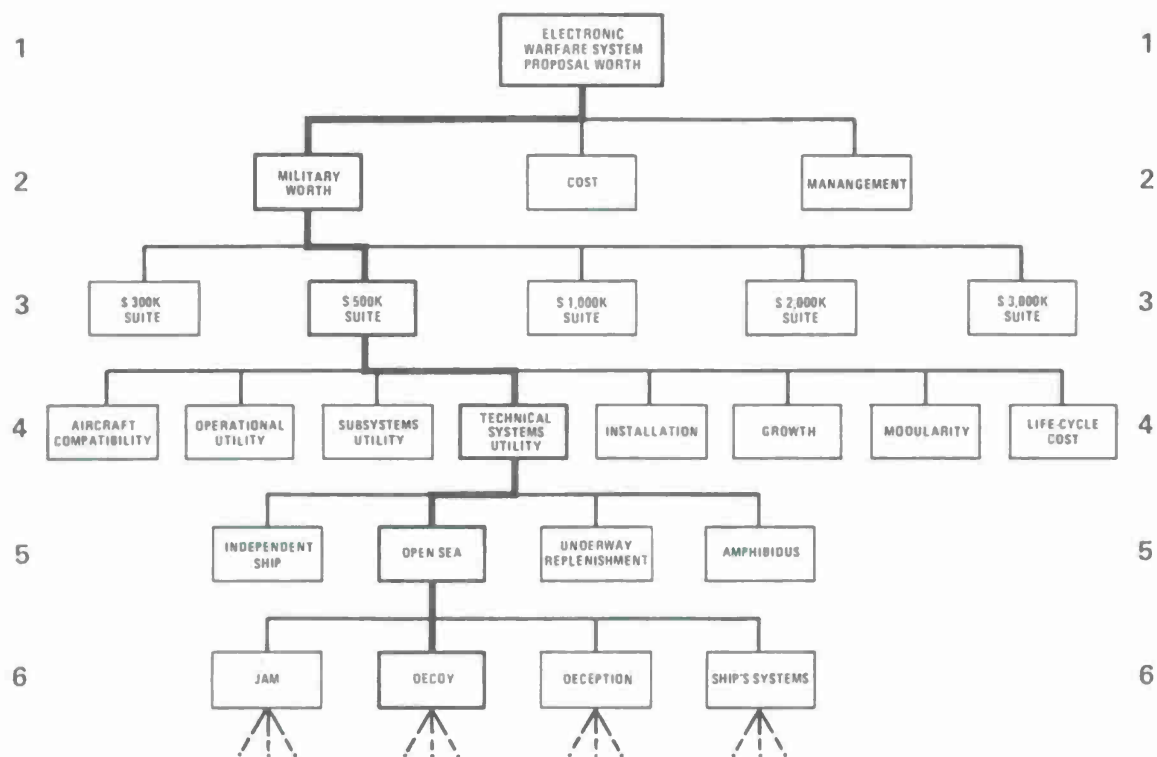 1
ELECTRONIC
WARFARE SYSTEM
PROPOSAL WORTH
1
2
MILITARY
WORTH
COST
MANANGEMENT
2
3
$ 300K
SUITE
$ 500K
SUITE
$ 1,000K
SUITE
$ 2,000K
SUITE
$ 3,000K
SUITE
3
4
AIRCRAFT
COMPATIBILITY
OPERATIONAL
UTILITY
SUBSYSTEMS
UTILITY
TECHNICAL
SYSTEMS
UTILITY
INSTALLATION
GROWTH
MODULARITY
LIFE-CYCLE
COST
4
5
INDEPENDENT
SHIP
OPEN SEA
UNDERWAY
REPLENISHMENT
AMPHIBIDUS
5
6
JAM
DECOY
DECEPTION
SHIP'S SYSTEMS
6